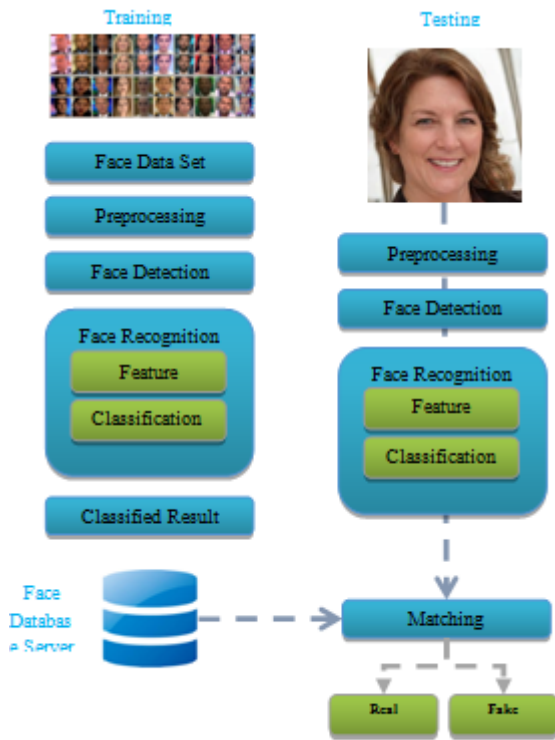 Training
Face Data Set
Preprocessing
Face Detection
Face Recognition
Feature
Classification
Classified Result
Face
Databas
e Server
Testing
Preprocessing
Face Detection
Face Recognition
Feature
Classification
Matching
Real
Fake